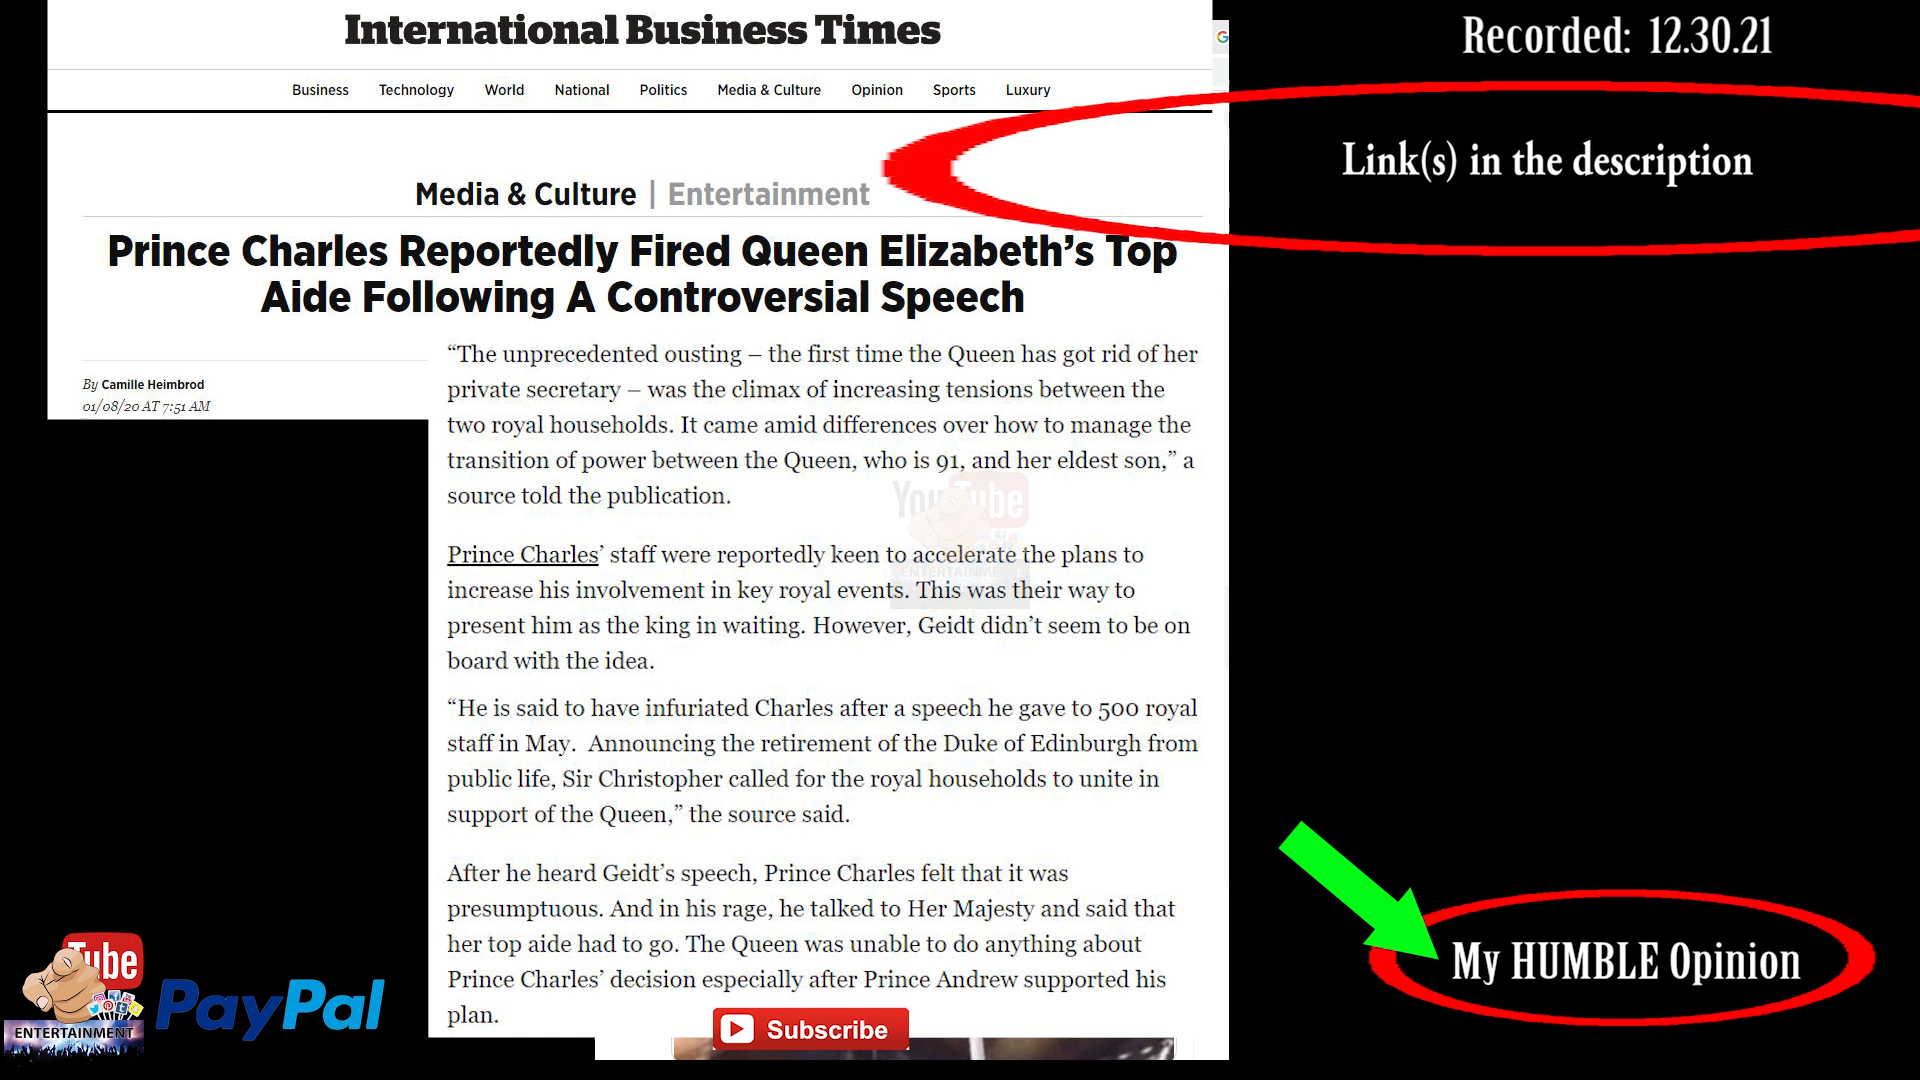 International Business Times
Recorded: 12.30.21
Business Technology World National Politics Media & Culture Opinion Sports Luxury
Link(s) in the description
Media & Culture | Entertainment
Prince Charles Reportedly Fired Queen Elizabeth’s Top
Aide Following A Controversial Speech
By Camille Heimbrod
01/08/20 AT 7:51 AM
“The unprecedented ousting – the first time the Queen has got rid of her
private secretary – was the climax of increasing tensions between the
two royal households. It came amid differences over how to manage the
transition of power between the Queen, who is 91, and her eldest son,” a
source told the publication.
Prince Charles’ staff were reportedly keen to accelerate the plans to
increase his involvement in key royal events. This was their way to
present him as the king in waiting. However, Geidt didn’t seem to be on
board with the idea.
“He is said to have infuriated Charles after a speech he gave to 500 royal
staff in May. Announcing the retirement of the Duke of Edinburgh from
public life, Sir Christopher called for the royal households to unite in
support of the Queen,” the source said.
After he heard Geidt’s speech, Prince Charles felt that it was
presumptuous. And in his rage, he talked to Her Majesty and said that
her top aide had to go. The Queen was unable to do anything about
Prince Charles’ decision especially after Prince Andrew supported his
plan.
My HUMBLE Opinion
Tube
ENTERTAINMENT
PayPal
Subscribe
YouTube
ENTERTAINME